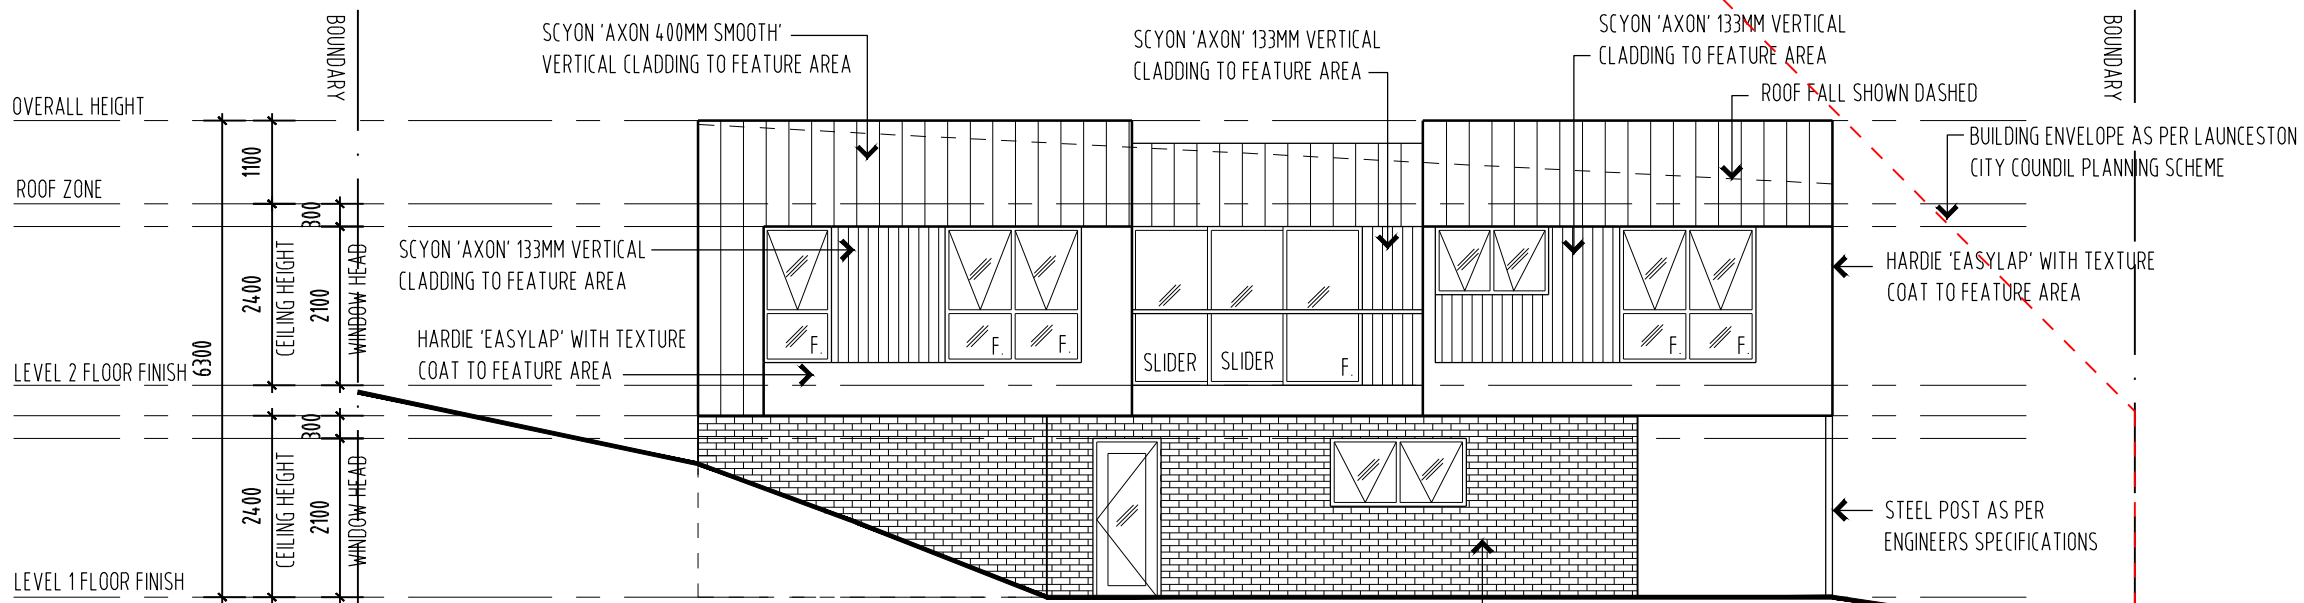 SCYON 'AXON 400MM SMOOTH'
VERTICAL CLADDING TO FEATURE AREA
SCYON 'AXON' 133MM VERTICAL
CLADDING TO FEATURE AREA
SCYON 'AXON' 133MM VERTICAL
CLADDING TO FEATURE AREA
ROOF FALL SHOWN DASHED
BOUNDARY
BOUNDARY
OVERALL HEIGHT
BUILDING ENVELOPE AS PER LAUNCESTON
CITY COUNDIL PLANNING SCHEME
1100
ROOF ZONE
300
SCYON 'AXON' 133MM VERTICAL
CLADDING TO FEATURE AREA
HARDIE 'EASYLAP' WITH TEXTURE
COAT TO FEATURE AREA
2400
CEILING HEIGHT
2100
WINDOW HEAD
6300
HARDIE 'EASYLAP' WITH TEXTURE
COAT TO FEATURE AREA
F.
F.
F.
SLIDER
SLIDER
F.
F.
F.
LEVEL 2 FLOOR FINISH
300
2400
CEILING HEIGHT
2100
WINDOW HEAD
STEEL POST AS PER
ENGINEERS SPECIFICATIONS
LEVEL 1 FLOOR FINISH